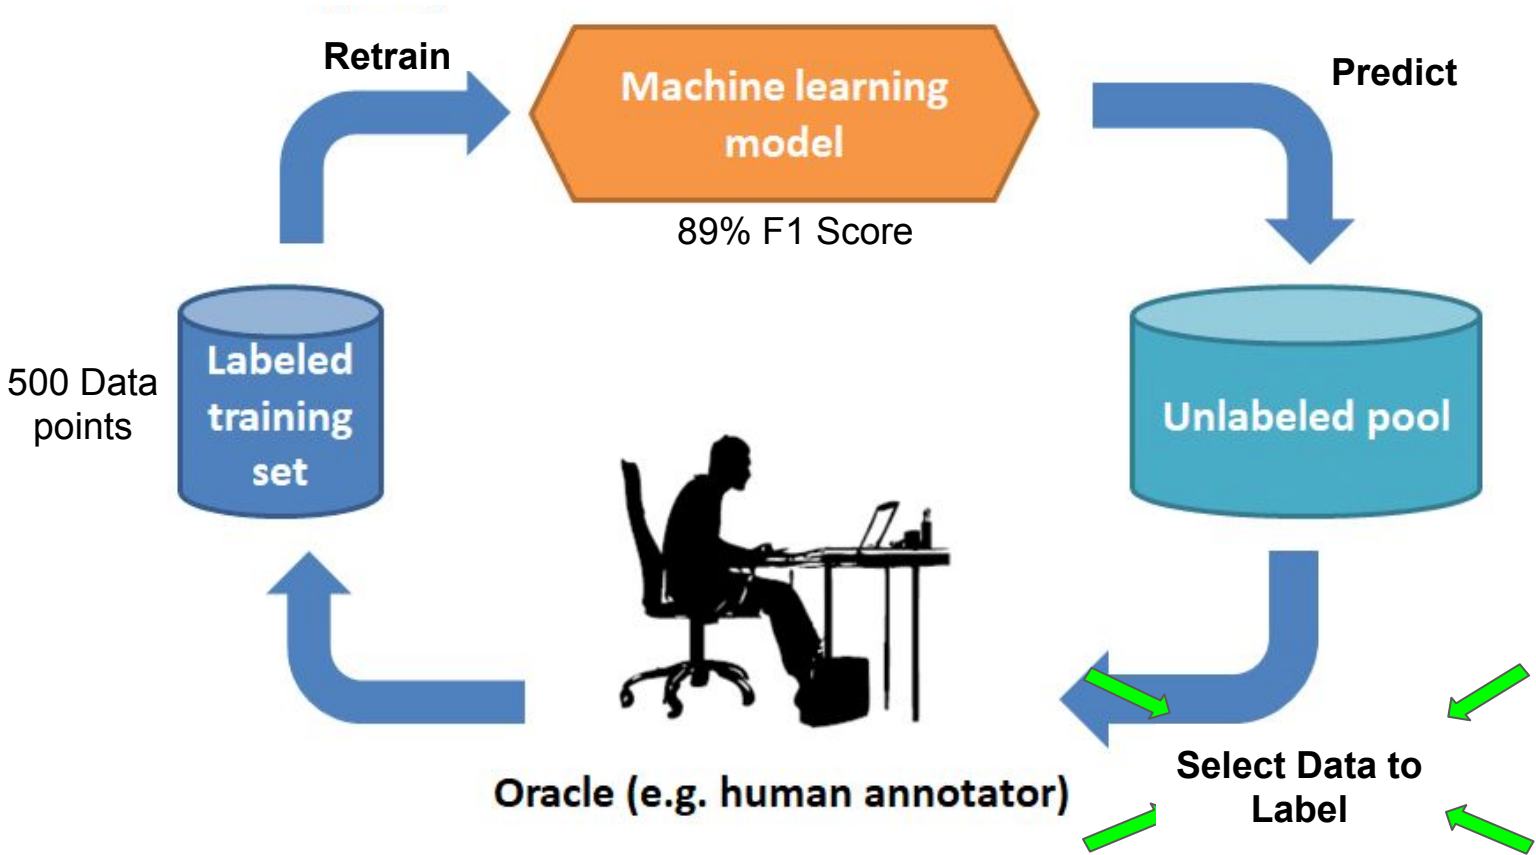 Retrain
Machine learning
model
Predict
89% F1 Score
500 Data
points
Labeled
training
set
Unlabeled pool
Oracle (e.g. human annotator)
Select Data to
Label